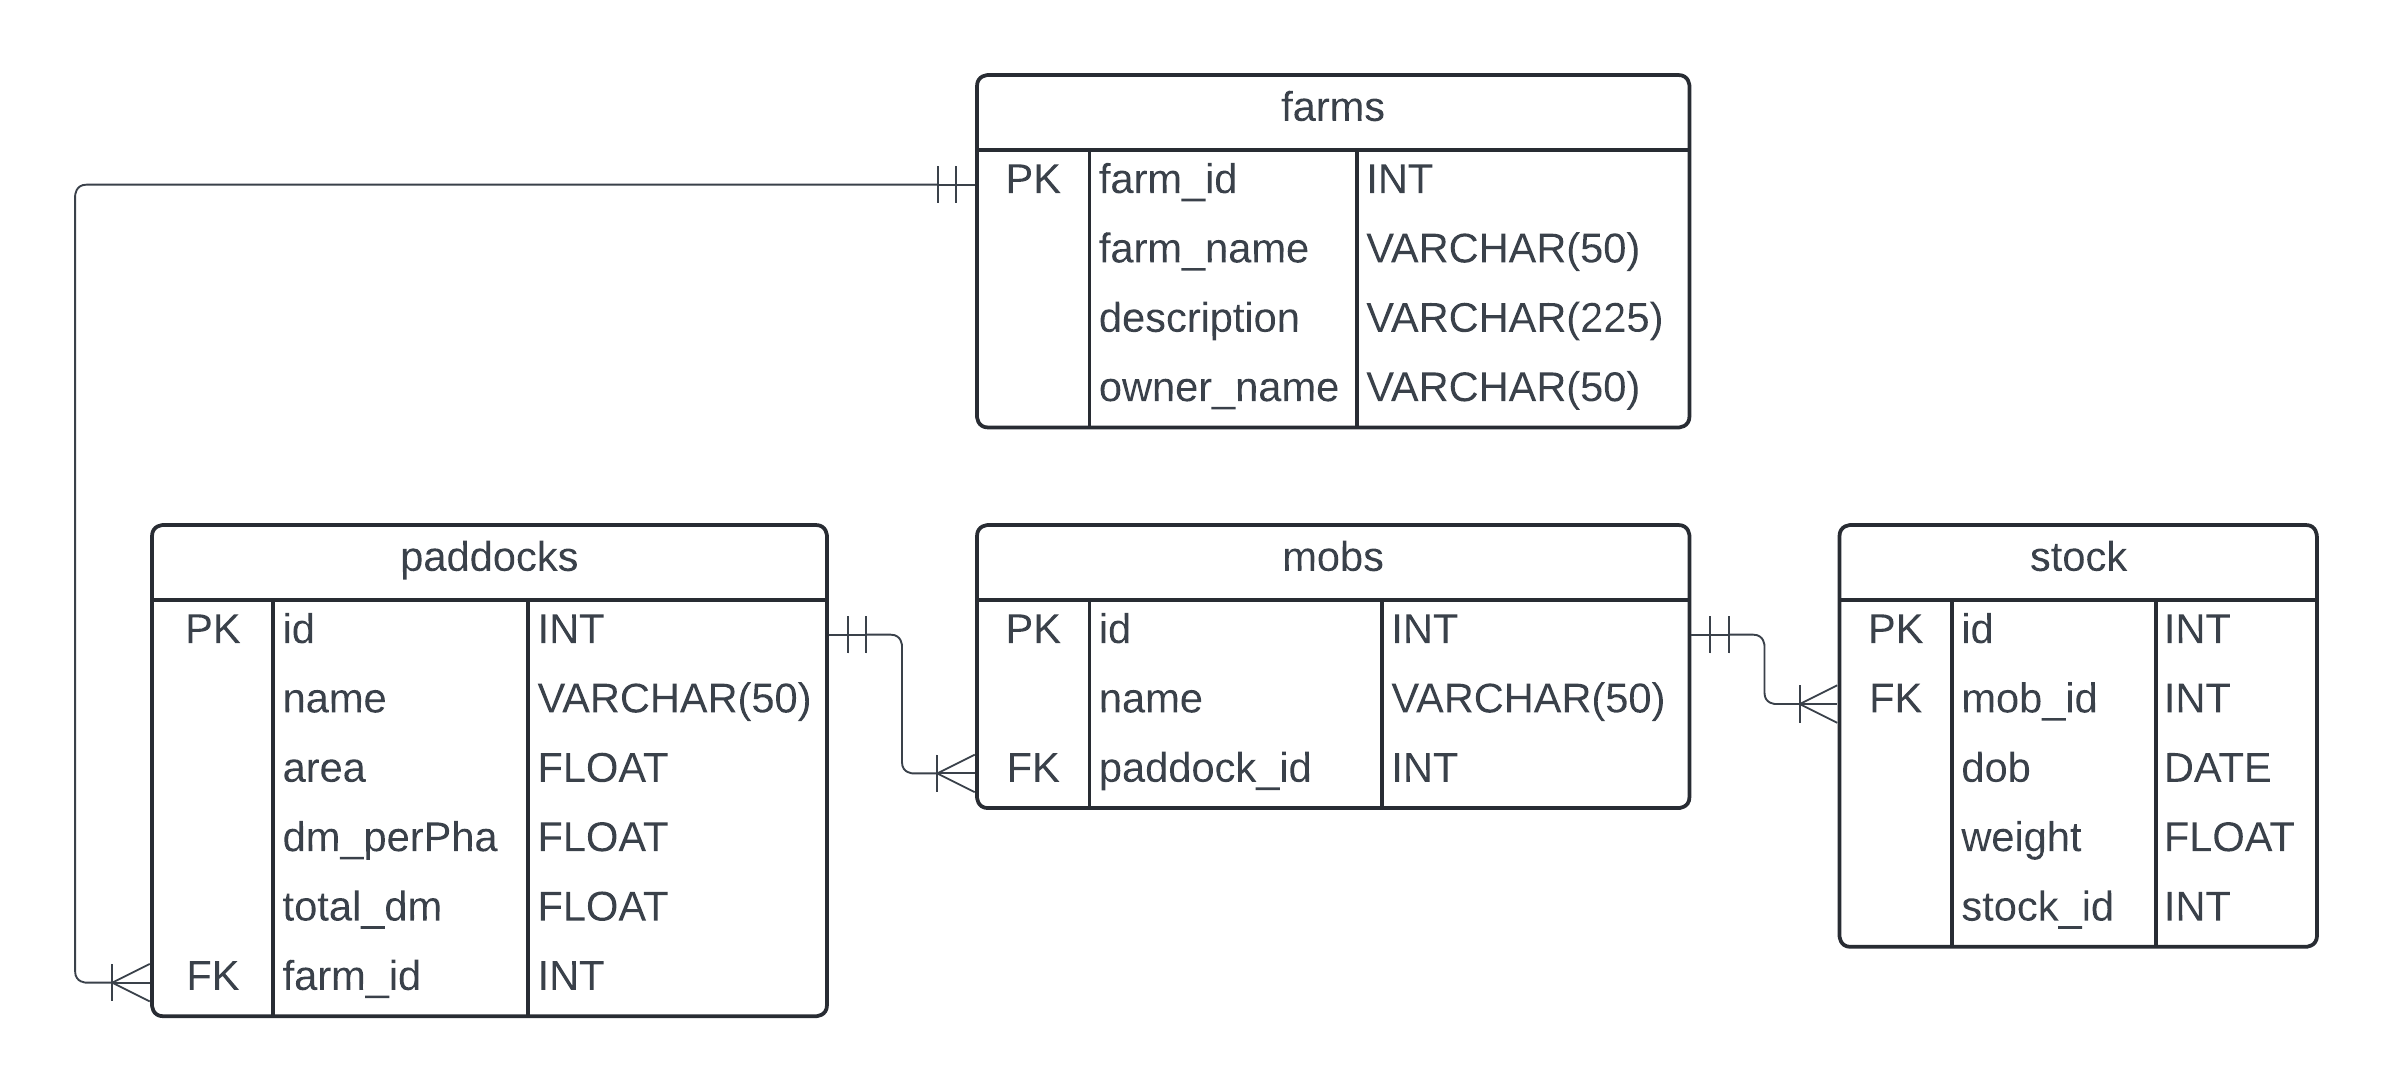 farms
PK farm_id INT
farm_name VARCHAR(50)
description VARCHAR(225)
owner_name VARCHAR(50)
paddocks
PK id INT
name VARCHAR(50)
area FLOAT
dm_perPha FLOAT
total_dm FLOAT
FK farm_id INT
mobs
PK id INT
name VARCHAR(50)
FK paddock_id INT
stock
PK id INT
FK mob_id INT
dob DATE
weight FLOAT
stock_id INT